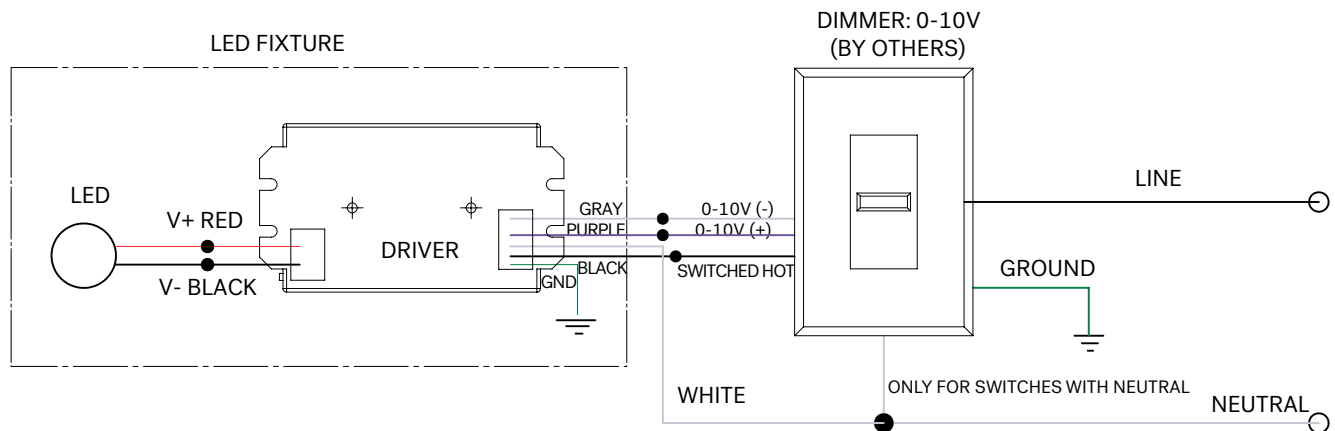 DIMMER: 0-10V
(BY OTHERS)
LED FIXTURE
LED
V+ RED
V- BLACK
DRIVER
GRAY
0-10V (-)
PURPLE
0-10V (+)
BLACK
SWITCHED HOT
GND
LINE
GROUND
WHITE
ONLY FOR SWITCHES WITH NEUTRAL
NEUTRAL